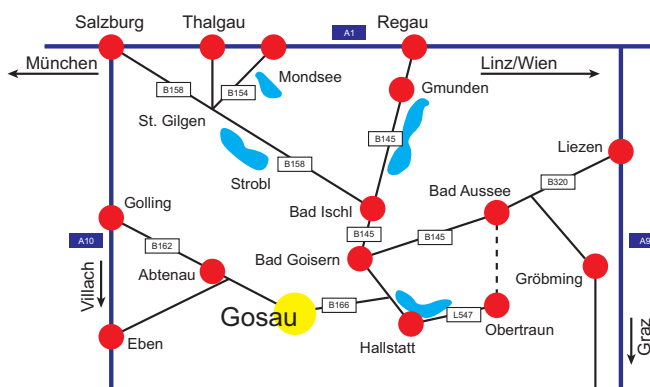 Salzburg
Thalgau
Regau
A1
München
Mondsee
Linz/Wien
B158
B154
Gmunden
St. Gilgen
B145
Liezen
B158
B320
Strobl
Bad Aussee
Golling
Bad Ischl
B145
B145
A10
B162
A9
Bad Goisern
Abtenau
Gröbming
Villach
Gosau
B166
L547
Obertraun
Eben
Hallstatt
Graz